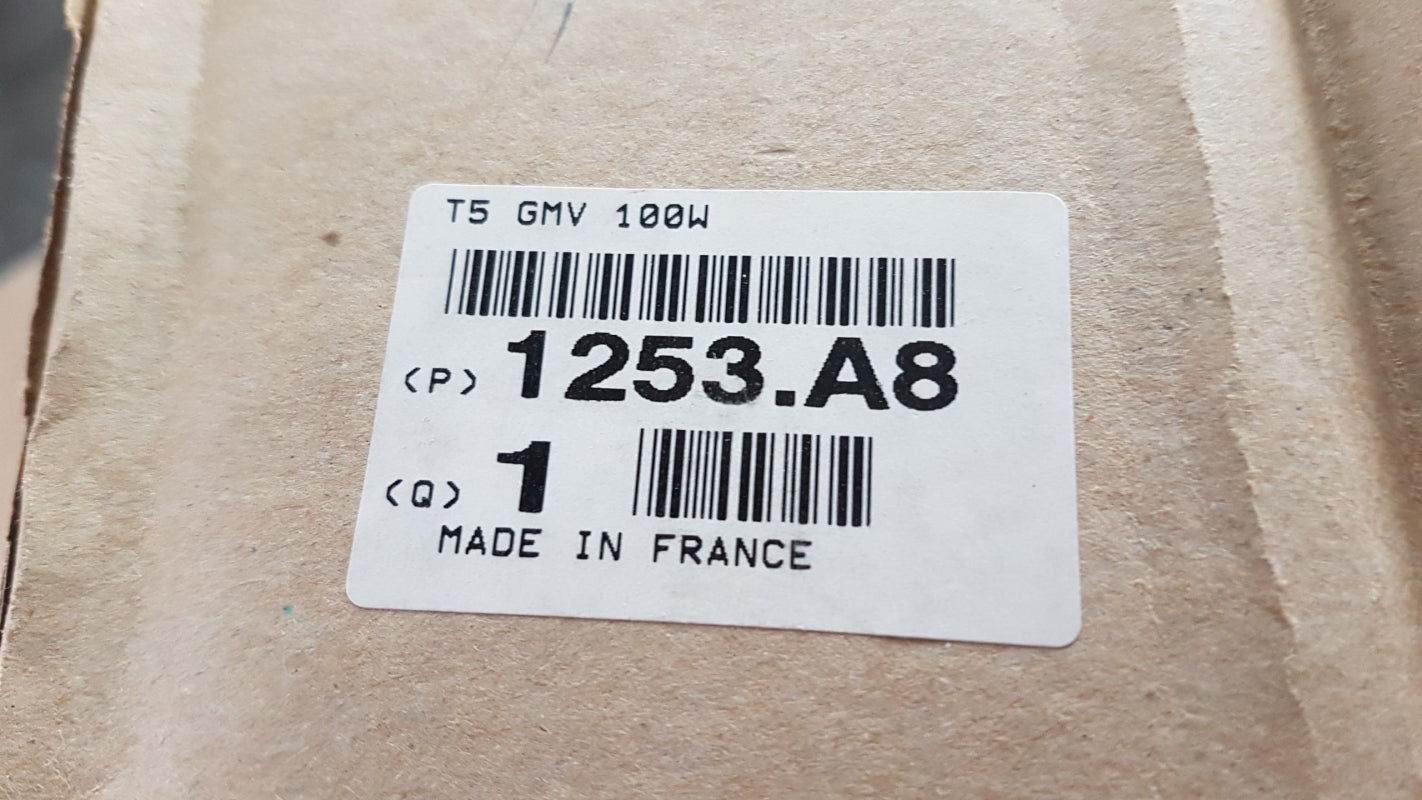 T5 GMV 100W
(P) 1253.A8
(Q) 1
MADE IN FRANCE